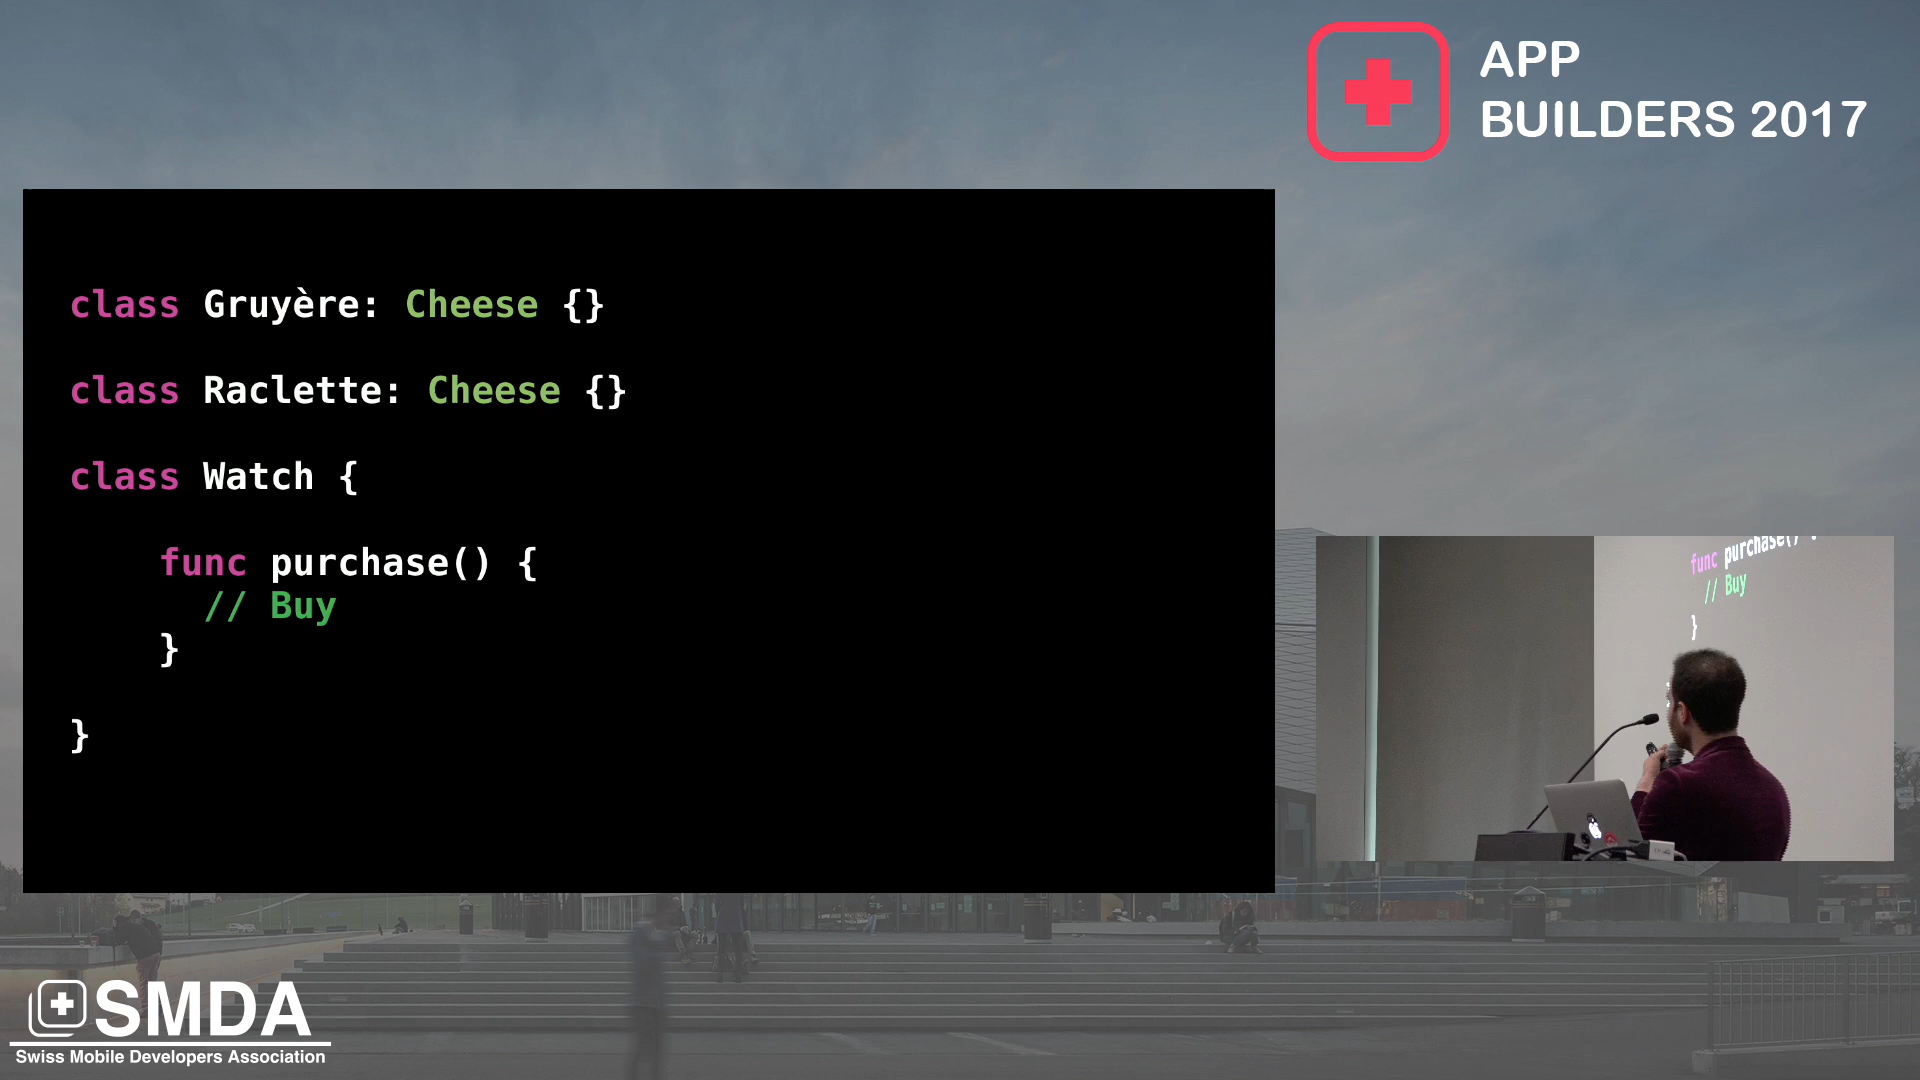 APP
BUILDERS 2017
class Gruyère: Cheese {}
class Raclette: Cheese {}
class Watch {
func purchase() {
// Buy
}
}
func purchase() {
// Buy
}
SMDA
Swiss Mobile Developers Association